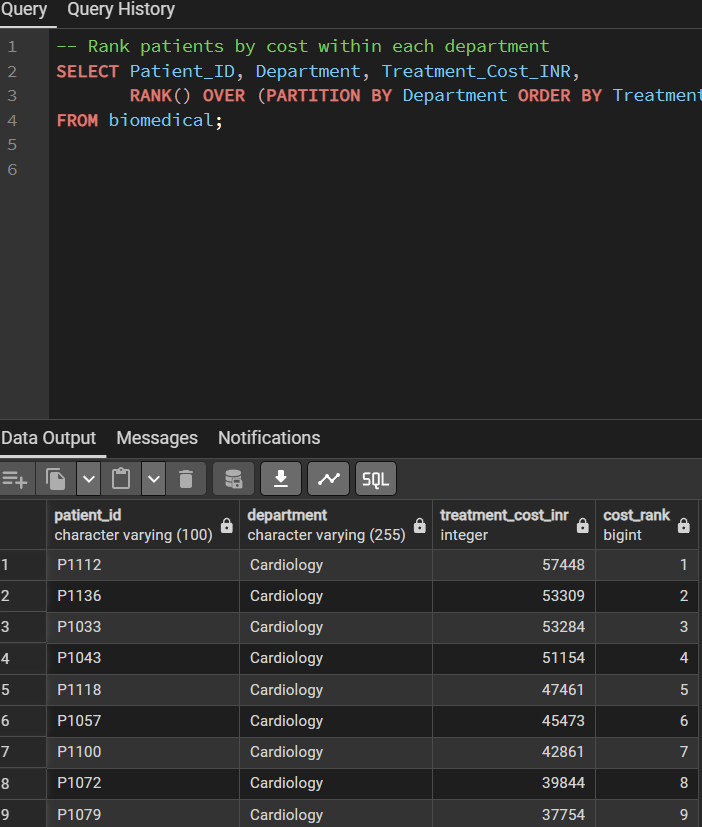 Query Query History
1 -- Rank patients by cost within each department
2 SELECT Patient_ID, Department, Treatment_Cost_INR,
3 RANK() OVER (PARTITION BY Department ORDER BY Treatment
4 FROM biomedical;
5
6
Data Output Messages Notifications
SQL
patient_id department treatment_cost_inr cost_rank
character varying (100) character varying (255) integer bigint
1 P1112 Cardiology 57448 1
2 P1136 Cardiology 53309 2
3 P1033 Cardiology 53284 3
4 P1043 Cardiology 51154 4
5 P1118 Cardiology 47461 5
6 P1057 Cardiology 45473 6
7 P1100 Cardiology 42861 7
8 P1072 Cardiology 39844 8
9 P1079 Cardiology 37754 9